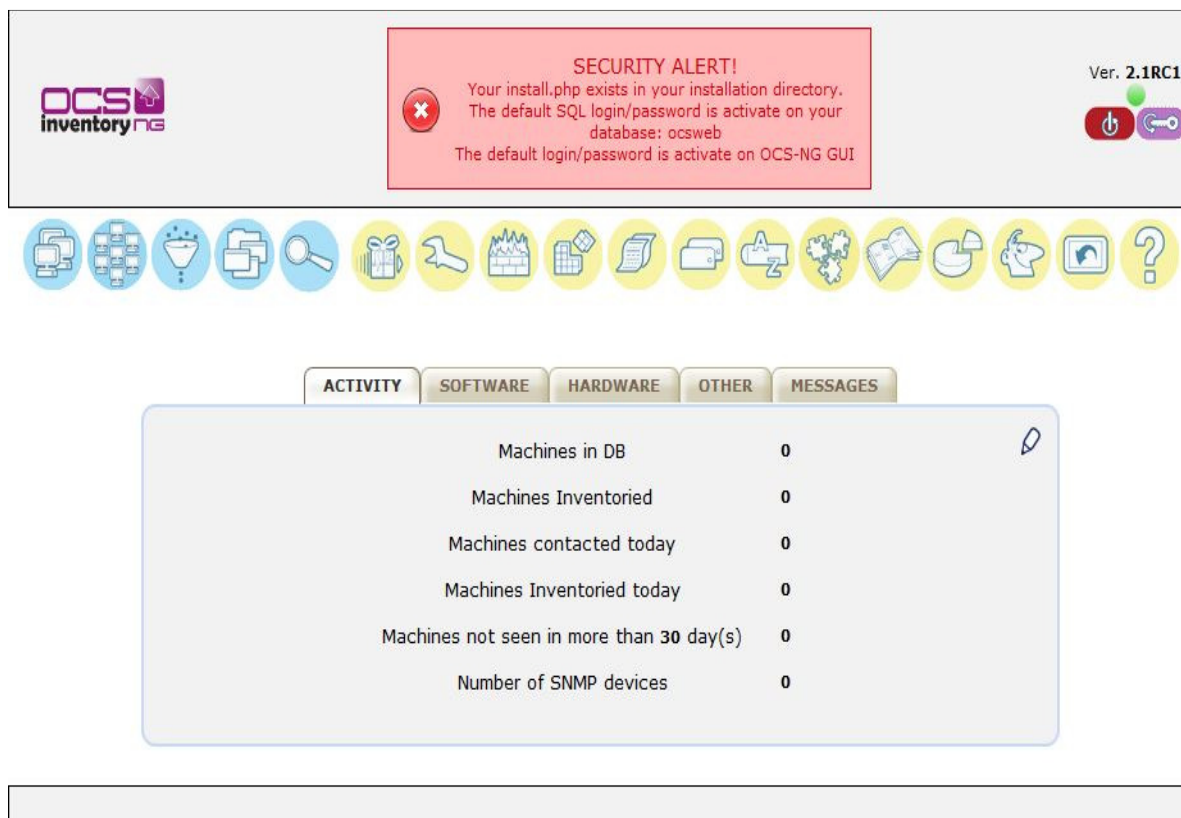 OCS
inventory NG
SECURITY ALERT!
Your install.php exists in your installation directory.
The default SQL login/password is activate on your
database: ocsweb
The default login/password is activate on OCS-NG GUI
Ver. 2.1RC1
A
Z
?
ACTIVITY SOFTWARE HARDWARE OTHER MESSAGES
Machines in DB 0
Machines Inventoried 0
Machines contacted today 0
Machines Inventoried today 0
Machines not seen in more than 30 day(s) 0
Number of SNMP devices 0